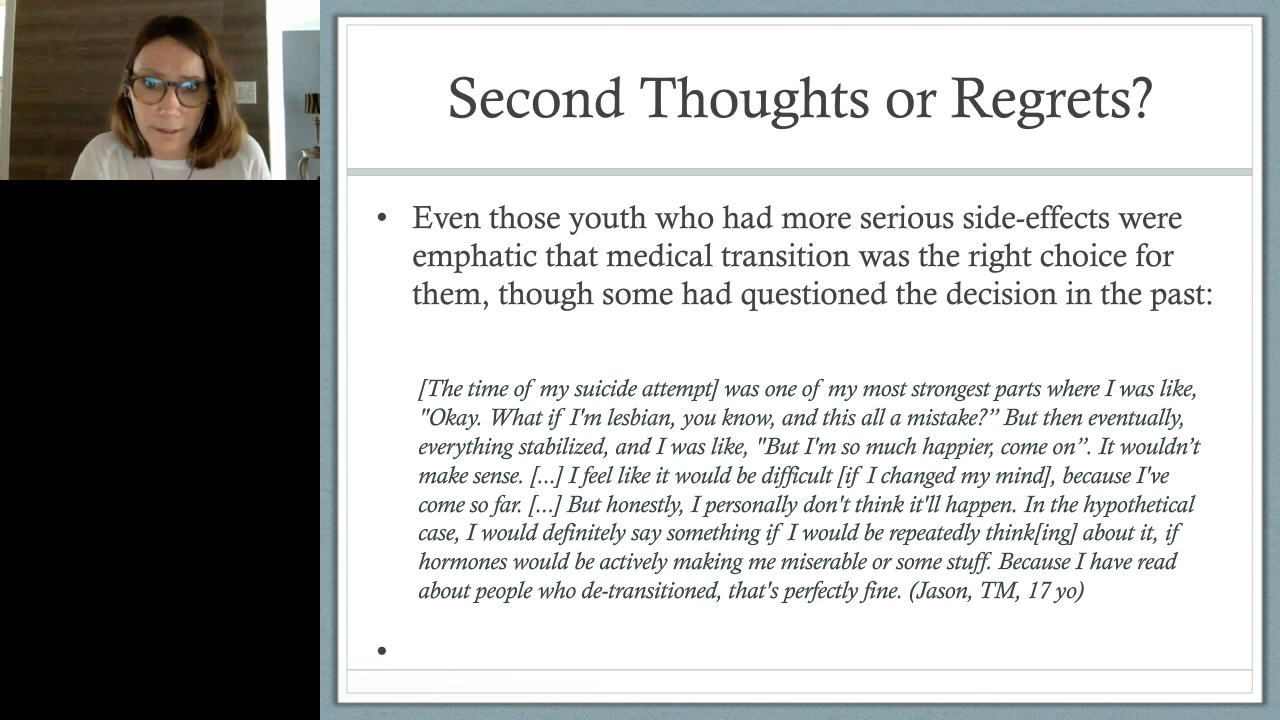 Second Thoughts or Regrets?
• Even those youth who had more serious side-effects were
emphatic that medical transition was the right choice for
them, though some had questioned the decision in the past:
[The time of my suicide attempt] was one of my most strongest parts where I was like,
"Okay. What if I'm lesbian, you know, and this all a mistake?” But then eventually,
everything stabilized, and I was like, "But I'm so much happier, come on”. It wouldn’t
make sense. [...] I feel like it would be difficult [if I changed my mind], because I've
come so far. [...] But honestly, I personally don't think it'll happen. In the hypothetical
case, I would definitely say something if I would be repeatedly think[ing] about it, if
hormones would be actively making me miserable or some stuff. Because I have read
about people who de-transitioned, that's perfectly fine. (Jason, TM, 17 yo)
•